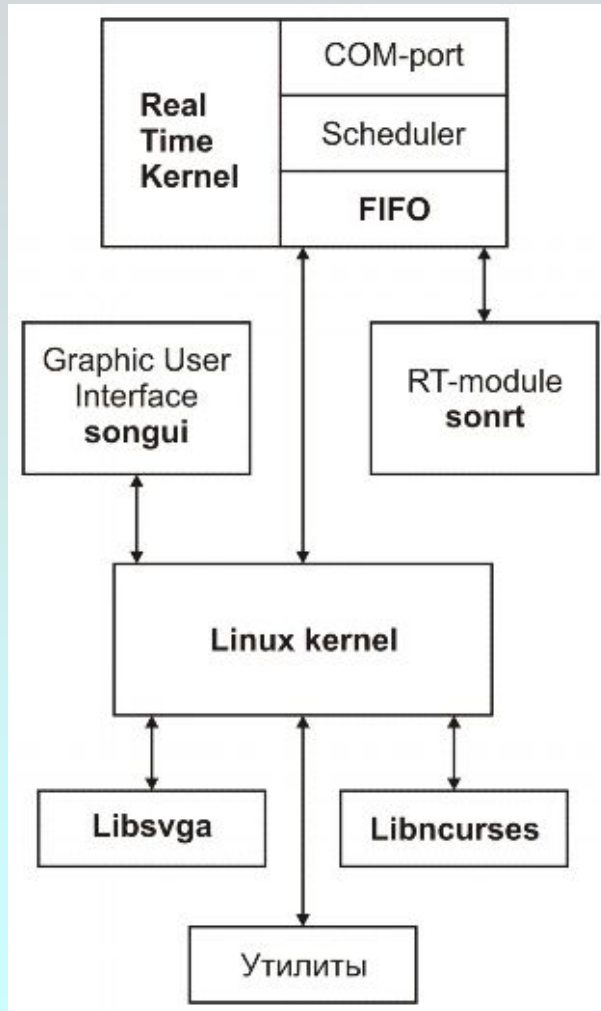 Real
Time
Kernel
COM-port
Scheduler
FIFO
Graphic User
Interface
songui
RT-module
sonrt
Linux kernel
Libsvga
Libncurses
Утилиты